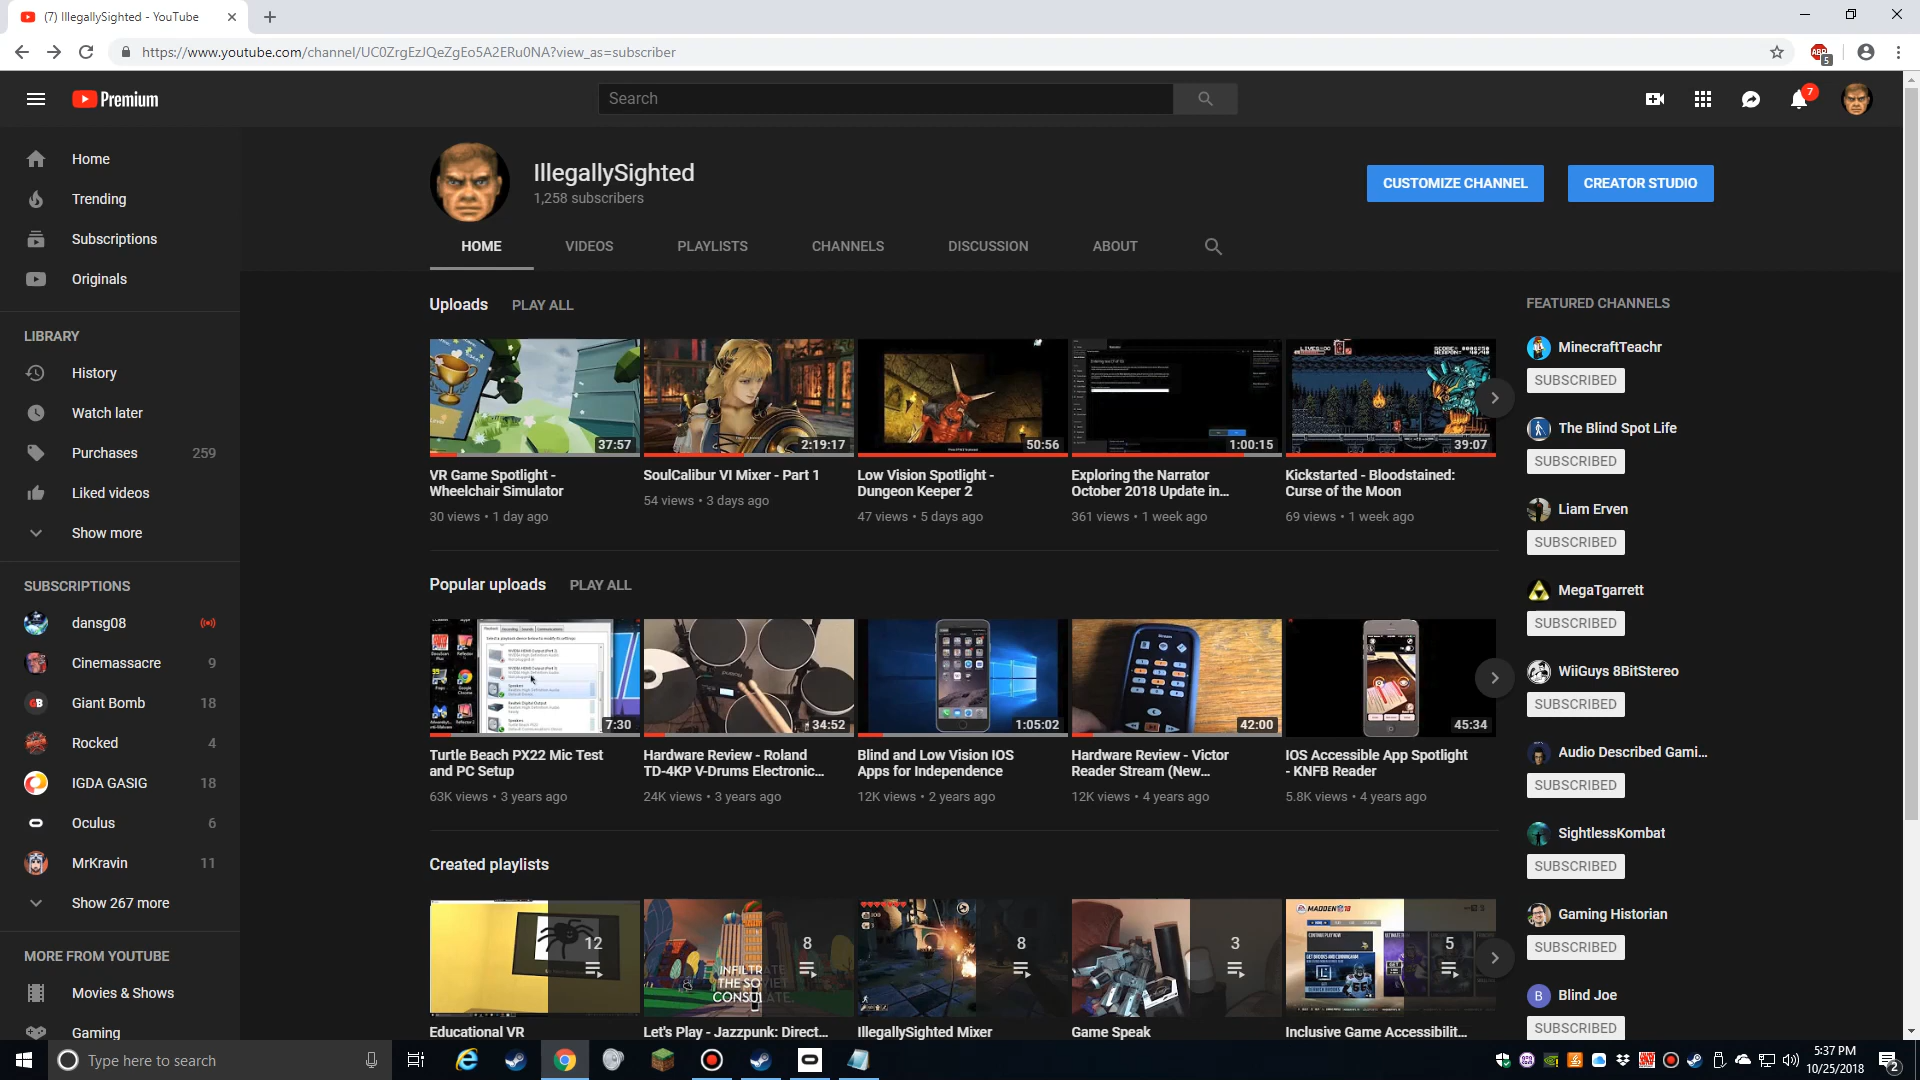 (7) IllegallySighted - YouTube
https://www.youtube.com/channel/UC0ZrgEzJQeZgEo5A2ERu0NA?view_as=subscriber
ABP
5
Premium
Search
7
Home
Trending
Subscriptions
Originals
LIBRARY
History
Watch later
Purchases 259
Liked videos
Show more
SUBSCRIPTIONS
dansg08
Cinemassacre 9
Giant Bomb 18
Rocked 4
IGDA GASIG 18
Oculus 6
MrKravin 11
Show 267 more
MORE FROM YOUTUBE
Movies & Shows
Gaming
IllegallySighted
1,258 subscribers
CUSTOMIZE CHANNEL
CREATOR STUDIO
HOME VIDEOS PLAYLISTS CHANNELS DISCUSSION ABOUT
Uploads PLAY ALL
37:57
VR Game Spotlight -
Wheelchair Simulator
30 views • 1 day ago
2:19:17
SoulCalibur VI Mixer - Part 1
54 views • 3 days ago
50:56
Low Vision Spotlight -
Dungeon Keeper 2
47 views • 5 days ago
1:00:15
Exploring the Narrator
October 2018 Update in...
361 views • 1 week ago
39:07
Kickstarted - Bloodstained:
Curse of the Moon
69 views • 1 week ago
Popular uploads PLAY ALL
7:30
Turtle Beach PX22 Mic Test
and PC Setup
63K views • 3 years ago
34:52
Hardware Review - Roland
TD-4KP V-Drums Electronic...
24K views • 3 years ago
1:05:02
Blind and Low Vision IOS
Apps for Independence
12K views • 2 years ago
42:00
Hardware Review - Victor
Reader Stream (New...
12K views • 4 years ago
45:34
IOS Accessible App Spotlight
- KNFB Reader
5.8K views • 4 years ago
Created playlists
12
Educational VR
INFILTRATE
THE SOVIET
CONSULATE.
8
Let's Play - Jazzpunk: Direct...
8
IllegallySighted Mixer
3
Game Speak
MADDEN 18
5
Inclusive Game Accessibilit...
FEATURED CHANNELS
MinecraftTeachr
SUBSCRIBED
The Blind Spot Life
SUBSCRIBED
Liam Erven
SUBSCRIBED
MegaTgarrett
SUBSCRIBED
WiiGuys 8BitStereo
SUBSCRIBED
Audio Described Gami...
SUBSCRIBED
SightlessKombat
SUBSCRIBED
Gaming Historian
SUBSCRIBED
B
Blind Joe
SUBSCRIBED
Type here to search
5:37 PM
10/25/2018
2